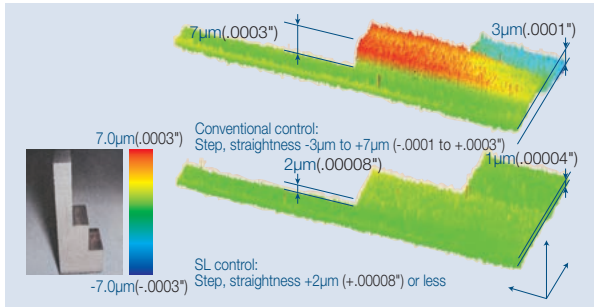 7µm(.0003")
3µm(.0001")
Conventional control:
Step, straightness -3µm to +7µm (-.0001 to +.0003")
7.0µm(.0003")
2µm(.00008")
1µm(.00004")
-7.0µm(-.0003")
SL control:
Step, straightness +2µm (+.00008") or less